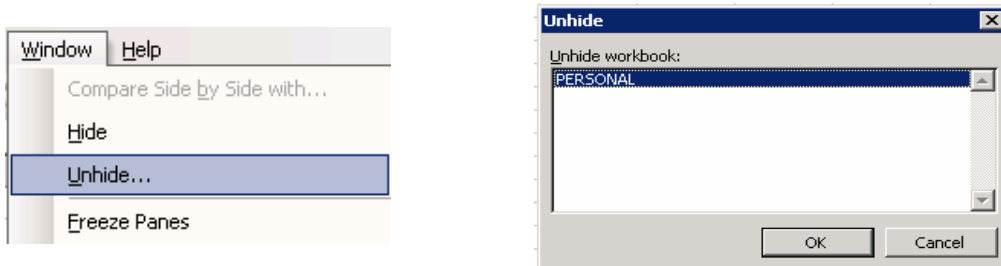 Window Help
Compare Side by Side with...
Hide
Unhide...
Freeze Panes
Unhide
Unhide workbook:
PERSONAL
OK Cancel